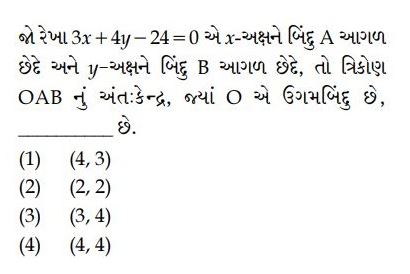 જો રેખા 3x + 4y − 24 = 0 એ x-અક્ષને બિંદુ A આગળ
છેદે અને y-અક્ષને બિંદુ B આગળ છેદે, તો ત્રિકોણ
OAB નું અંતઃકેન્દ્ર, જ્યાં O એ ઉગમબિંદુ છે,
__________ છે.
(1) (4, 3)
(2) (2, 2)
(3) (3, 4)
(4) (4, 4)